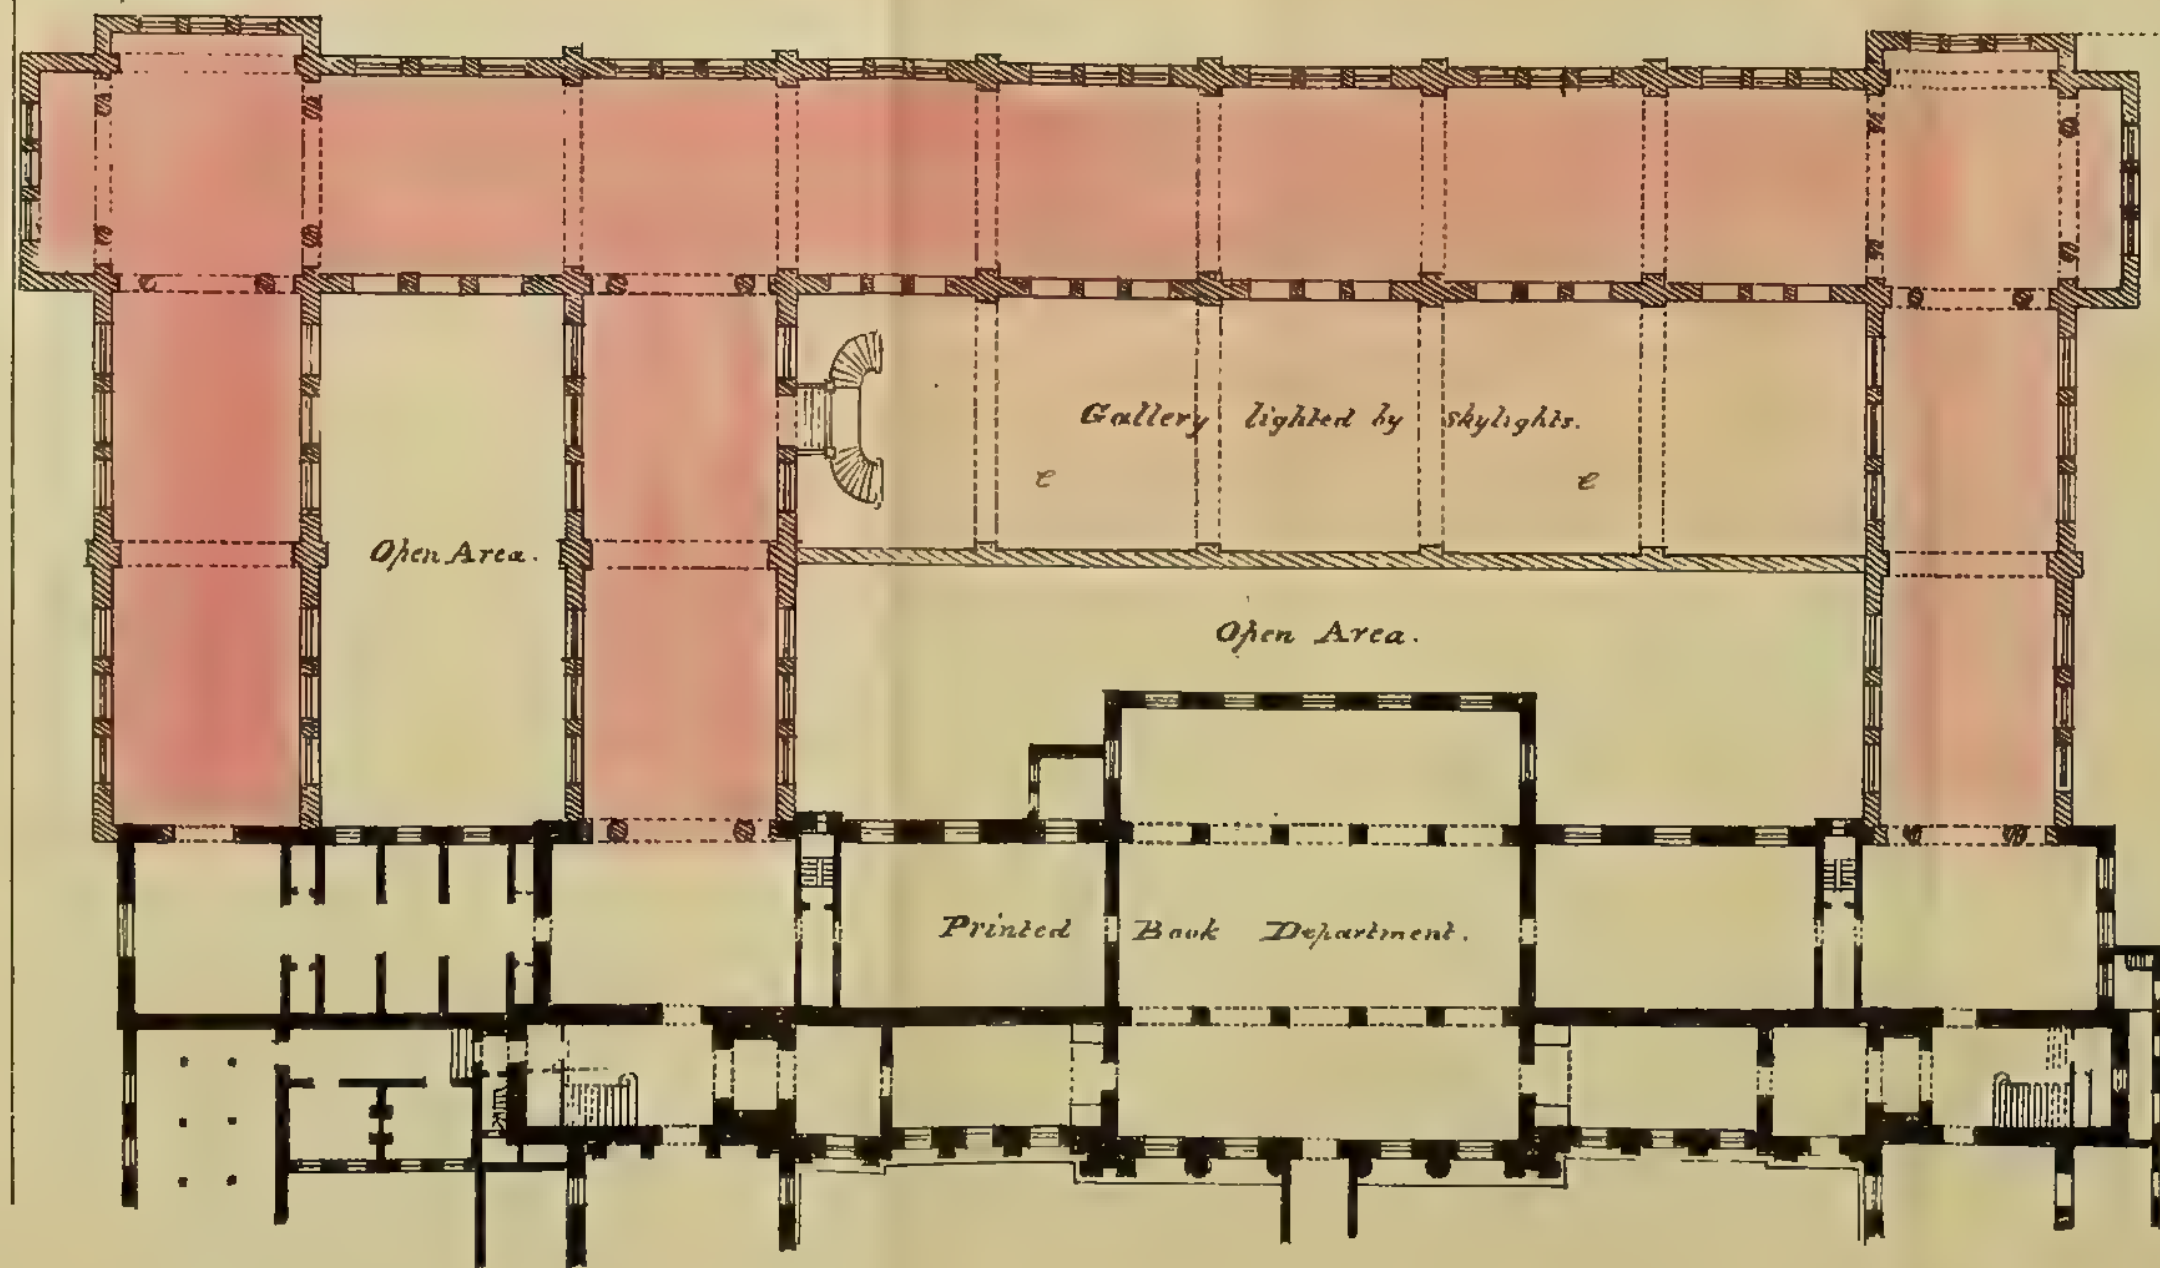 Gallery lighted by skylights.
e e
Open Area.
Open Area.
Printed Book Department.